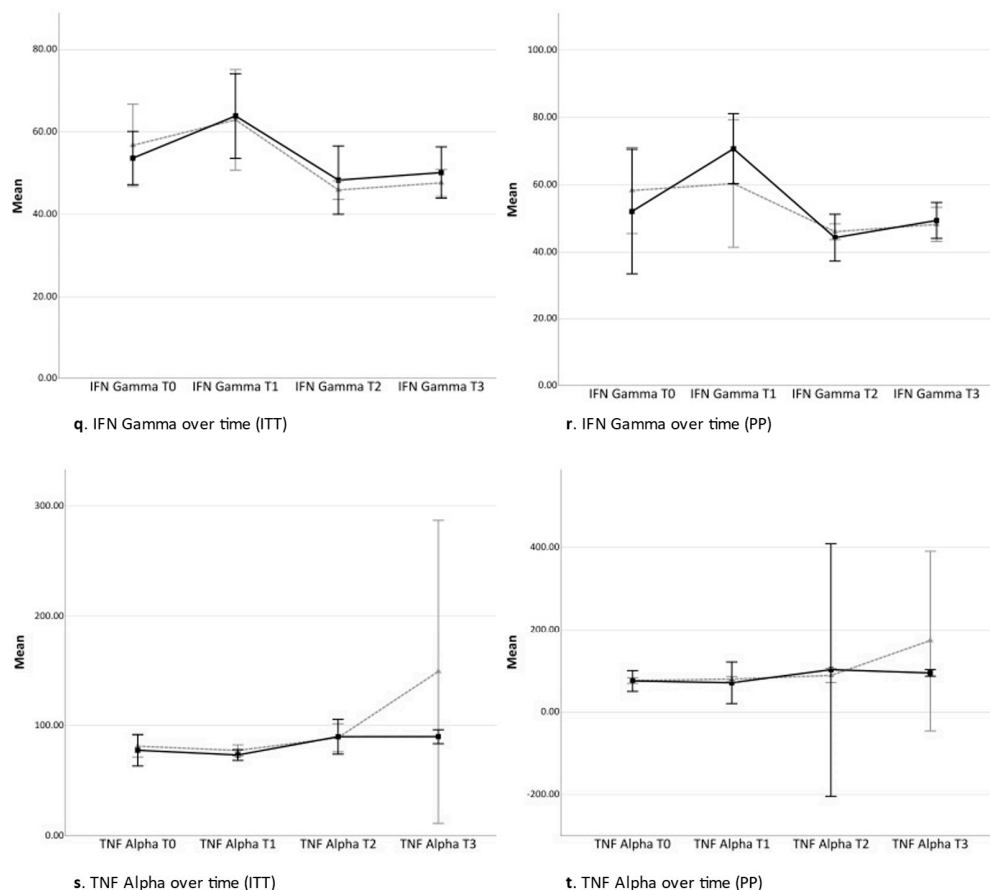 80.00
60.00
40.00
20.00
0.00
Mean
IFN Gamma T0 IFN Gamma T1 IFN Gamma T2 IFN Gamma T3
q. IFN Gamma over time (ITT)
100.00
80.00
60.00
40.00
20.00
0.00
Mean
IFN Gamma T0 IFN Gamma T1 IFN Gamma T2 IFN Gamma T3
r. IFN Gamma over time (PP)
300.00
200.00
100.00
0.00
Mean
TNF Alpha T0 TNF Alpha T1 TNF Alpha T2 TNF Alpha T3
s. TNF Alpha over time (ITT)
400.00
200.00
0.00
-200.00
Mean
TNF Alpha T0 TNF Alpha T1 TNF Alpha T2 TNF Alpha T3
t. TNF Alpha over time (PP)